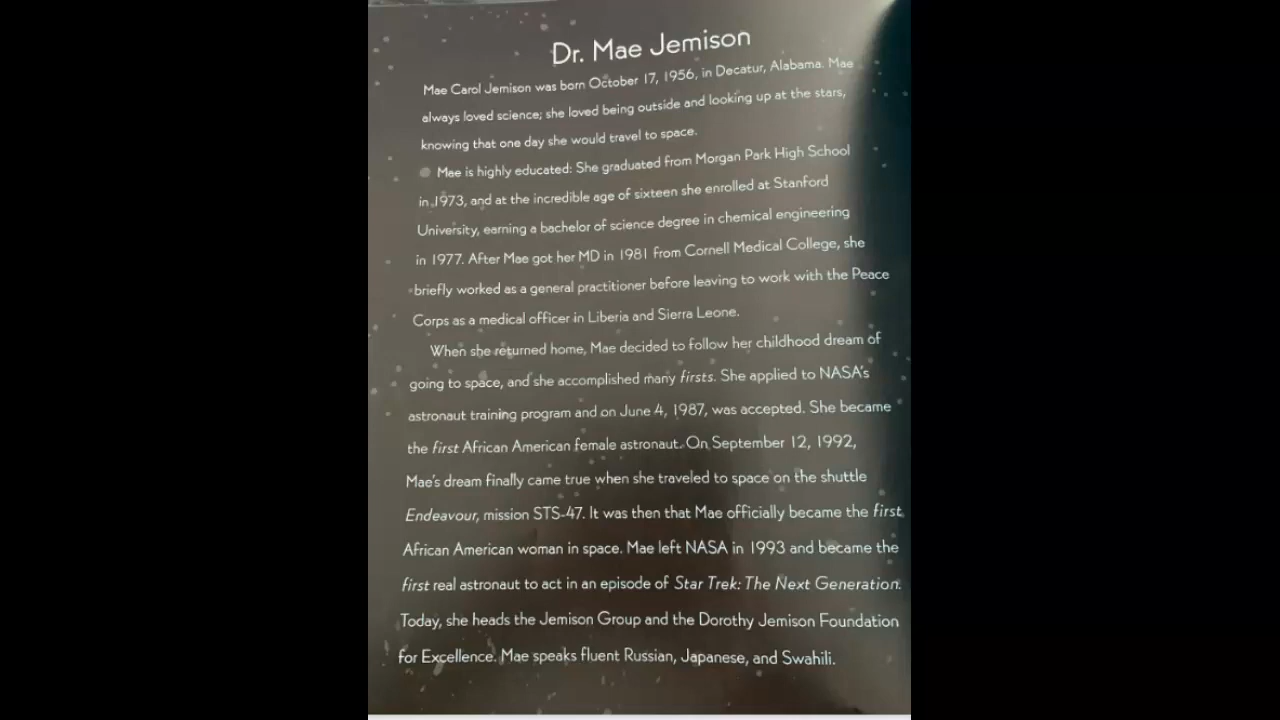 Dr. Mae Jemison
Mae Carol Jemison was born October 17, 1956, in Decatur, Alabama. Mae
always loved science; she loved being outside and looking up at the stars,
knowing that one day she would travel to space.
Mae is highly educated: She graduated from Morgan Park High School
in 1973, and at the incredible age of sixteen she enrolled at Stanford
University, earning a bachelor of science degree in chemical engineering
in 1977. After Mae got her MD in 1981 from Cornell Medical College, she
briefly worked as a general practitioner before leaving to work with the Peace
Corps as a medical officer in Liberia and Sierra Leone.
When she returned home, Mae decided to follow her childhood dream of
going to space, and she accomplished many firsts. She applied to NASA's
astronaut training program and on June 4, 1987, was accepted. She became
the first African American female astronaut. On September 12, 1992,
Mae's dream finally came true when she traveled to space on the shuttle
Endeavour, mission STS-47. It was then that Mae officially became the first
African American woman in space. Mae left NASA in 1993 and became the
first real astronaut to act in an episode of Star Trek: The Next Generation.
Today, she heads the Jemison Group and the Dorothy Jemison Foundation
for Excellence. Mae speaks fluent Russian, Japanese, and Swahili.